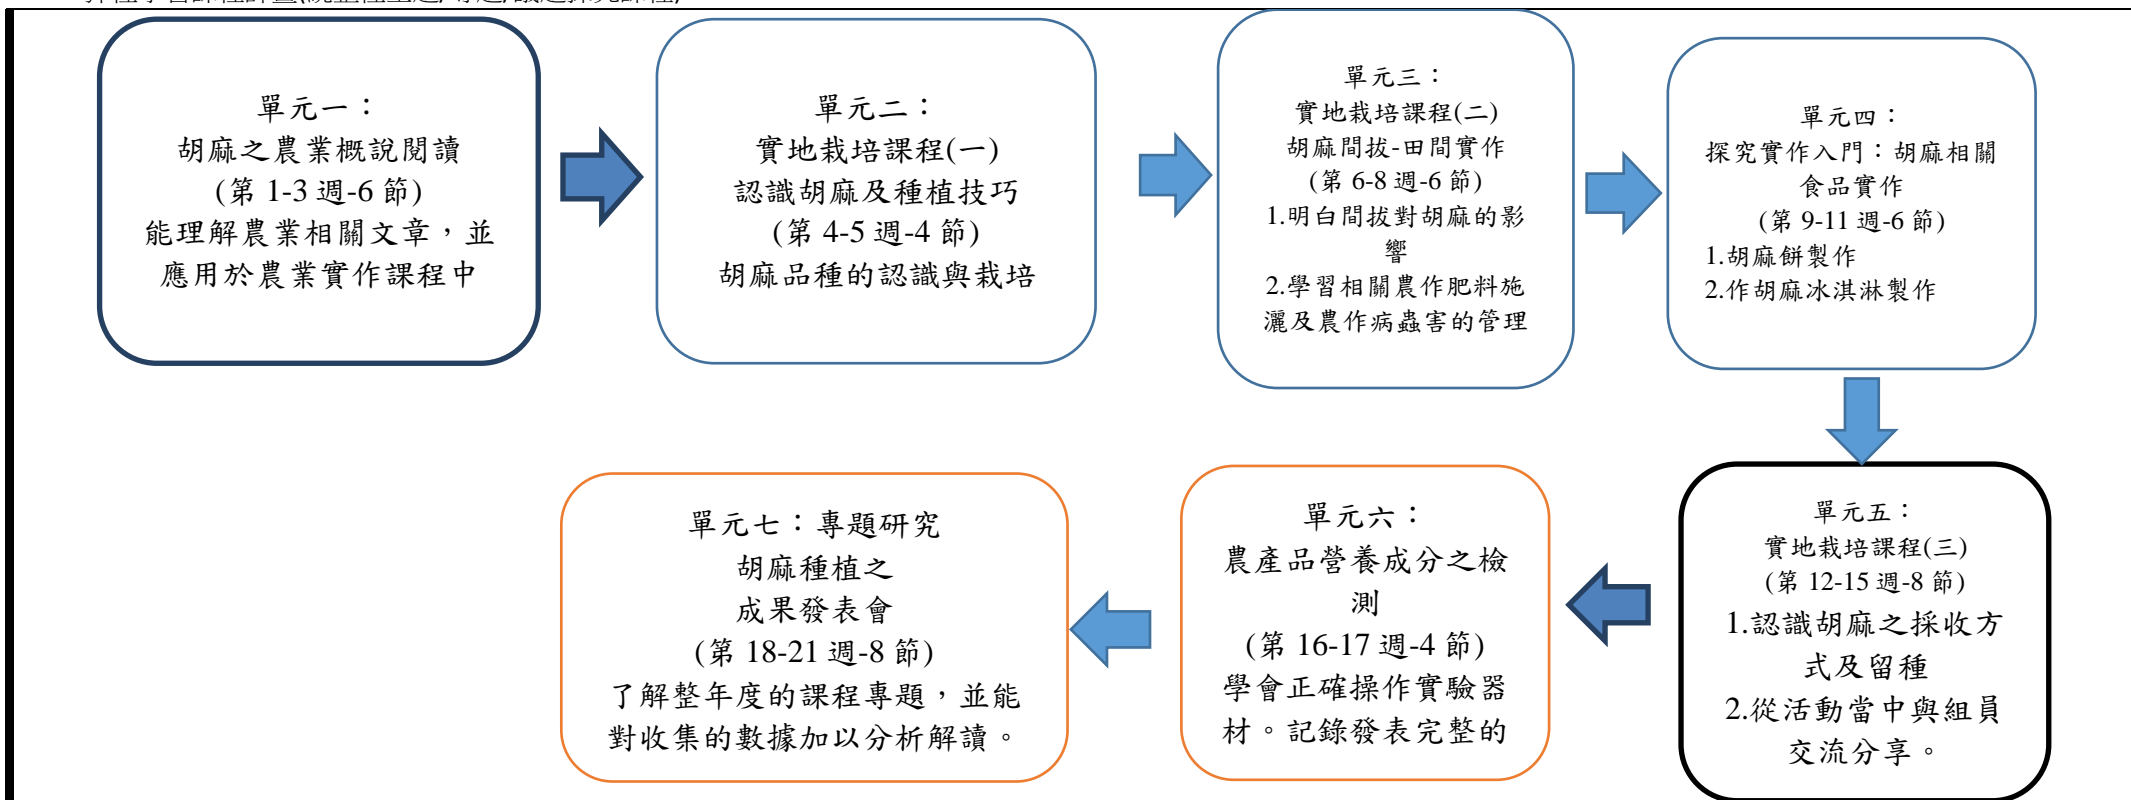 單元一：
胡麻之農業概說閱讀
(第 1-3 週-6 節)
能理解農業相關文章，並
應用於農業實作課程中
單元二：
實地栽培課程(一)
認識胡麻及種植技巧
(第 4-5 週-4 節)
胡麻品種的認識與栽培
單元三：
實地栽培課程(二)
胡麻間拔-田間實作
(第 6-8 週-6 節)
1.明白間拔對胡麻的影
響
2.學習相關農作肥料施
灑及農作病蟲害的管理
單元四：
探究實作入門：胡麻相關
食品實作
(第 9-11 週-6 節)
1.胡麻餅製作
2.作胡麻冰淇淋製作
單元五：
實地栽培課程(三)
(第 12-15 週-8 節)
1.認識胡麻之採收方
式及留種
2.從活動當中與組員
交流分享。
單元六：
農產品營養成分之檢
測
(第 16-17 週-4 節)
學會正確操作實驗器
材。記錄發表完整的
單元七：專題研究
胡麻種植之
成果發表會
(第 18-21 週-8 節)
了解整年度的課程專題，並能
對收集的數據加以分析解讀。